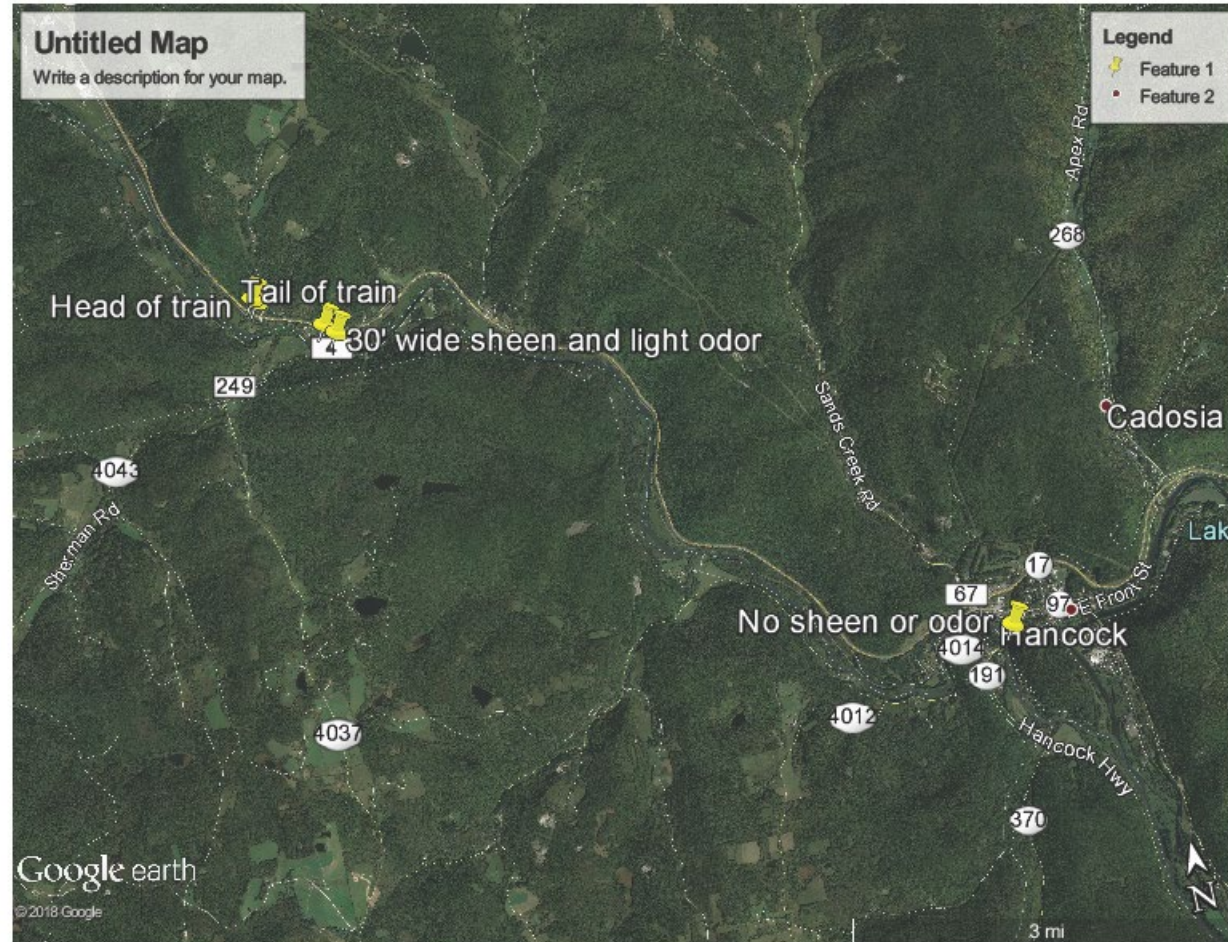 Untitled Map
Write a description for your map.
Legend
Feature 1
Feature 2
Apex Rd
268
Tail of train
Head of train
30' wide sheen and light odor
4
249
Cadosia
Sands Creek Rd
4043
Sherman Rd
Lak
17
67
97
E Front St
No sheen or odor
Hancock
4014
191
4012
4037
Hancock Hwy
370
Google earth
© 2018 Google
N
3 mi